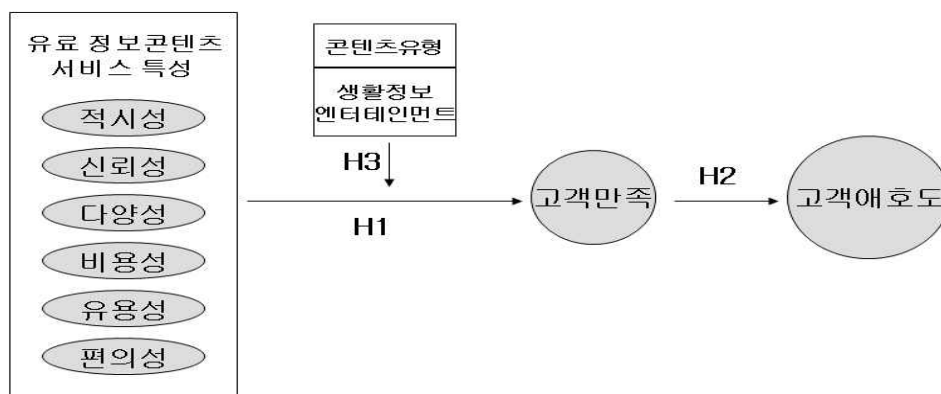 유료 정보콘텐츠
서비스 특성
적시성
신뢰성
다양성
비용성
유용성
편의성
콘텐츠유형
생활정보
엔터테인먼트
H3
H1
고객만족
H2
고객애호도